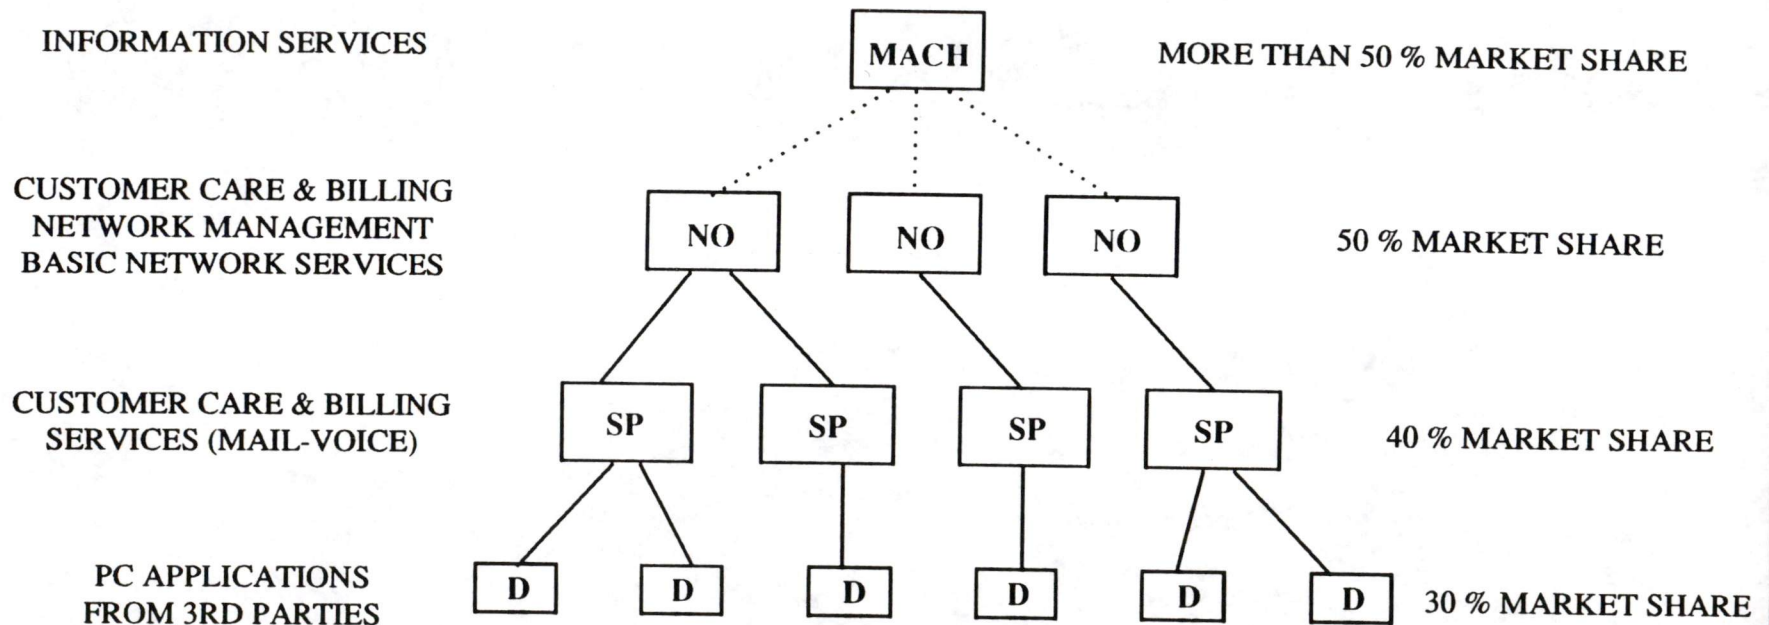 INFORMATION SERVICES
MACH
MORE THAN 50 % MARKET SHARE
CUSTOMER CARE & BILLING
NETWORK MANAGEMENT
BASIC NETWORK SERVICES
NO
NO
NO
50 % MARKET SHARE
CUSTOMER CARE & BILLING
SERVICES (MAIL-VOICE)
SP
SP
SP
SP
40 % MARKET SHARE
PC APPLICATIONS
FROM 3RD PARTIES
D
D
D
D
D
D
30 % MARKET SHARE